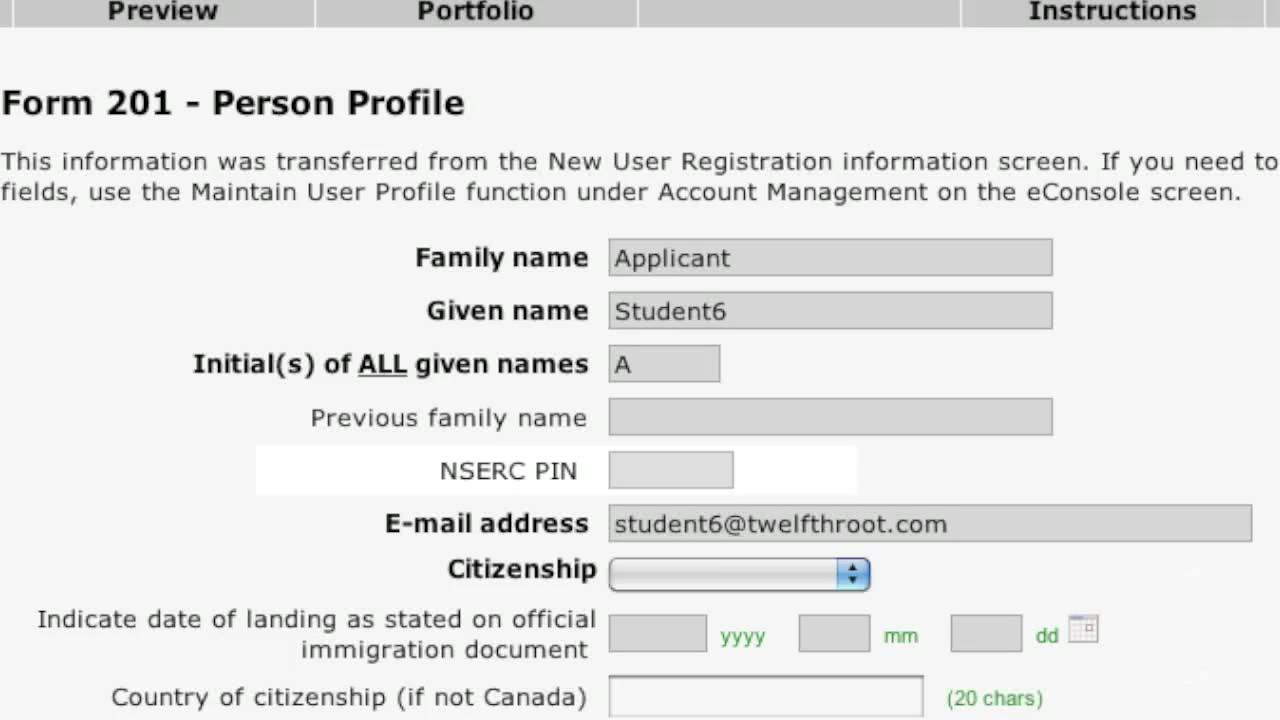 Preview Portfolio Instructions
Form 201 - Person Profile
This information was transferred from the New User Registration information screen. If you need to
fields, use the Maintain User Profile function under Account Management on the eConsole screen.
Family name Applicant
Given name Student6
Initial(s) of ALL given names A
Previous family name
NSERC PIN
E-mail address student6@twelfthroot.com
Citizenship
Indicate date of landing as stated on official
immigration document yyyy mm dd
Country of citizenship (if not Canada) (20 chars)